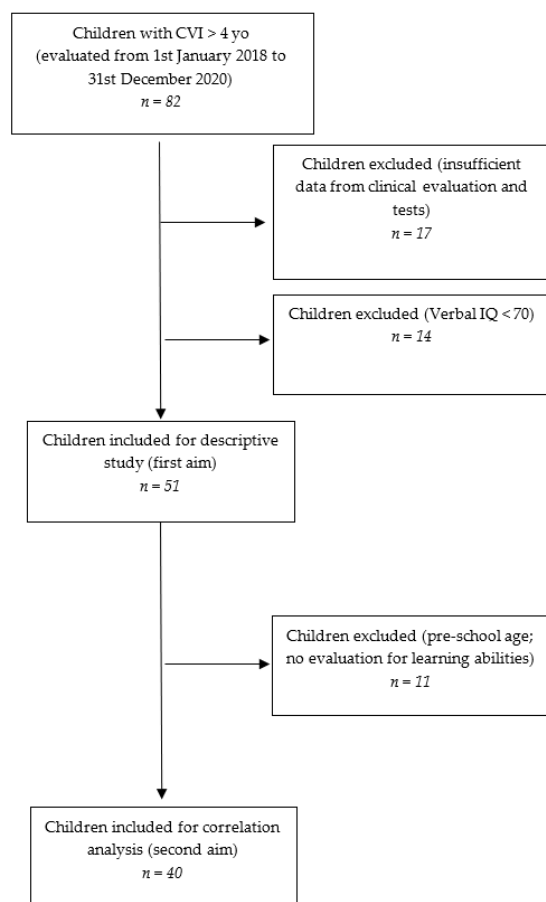 Children with CVI > 4 yo
(evaluated from 1st January 2018 to
31st December 2020)
n = 82
Children excluded (insufficient
data from clinical evaluation and
tests)
n = 17
Children excluded (Verbal IQ < 70)
n = 14
Children included for descriptive
study (first aim)
n = 51
Children excluded (pre-school age;
no evaluation for learning abilities)
n = 11
Children included for correlation
analysis (second aim)
n = 40